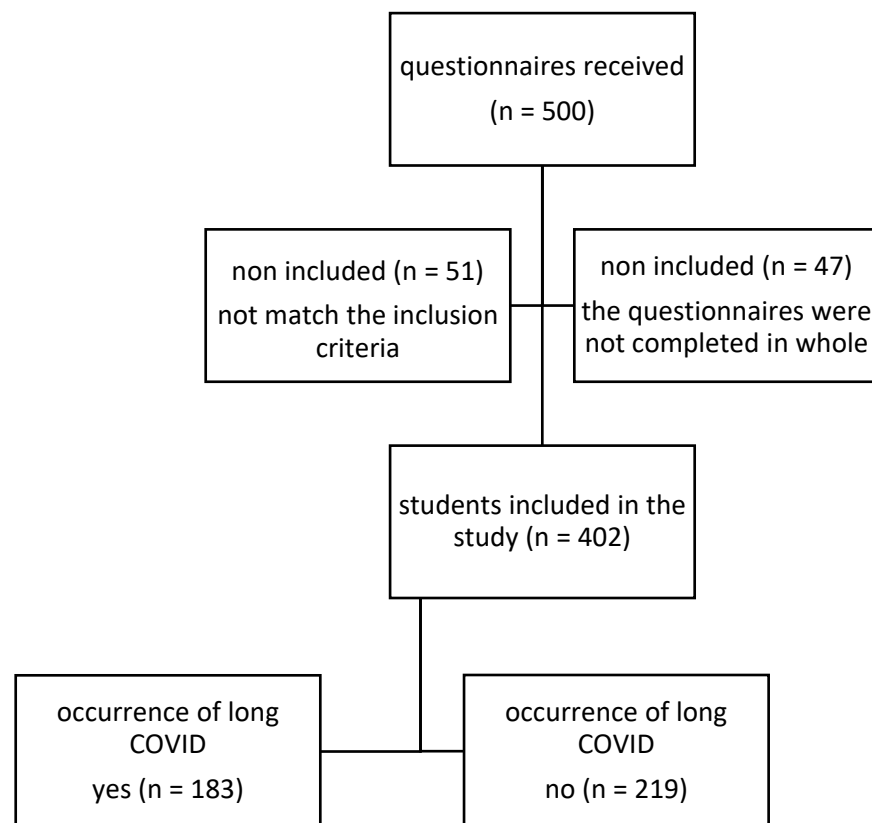 questionnaires received
(n = 500)
non included (n = 51)
not match the inclusion
criteria
non included (n = 47)
the questionnaires were
not completed in whole
students included in the
study (n = 402)
occurrence of long
COVID
yes (n = 183)
occurrence of long
COVID
no (n = 219)